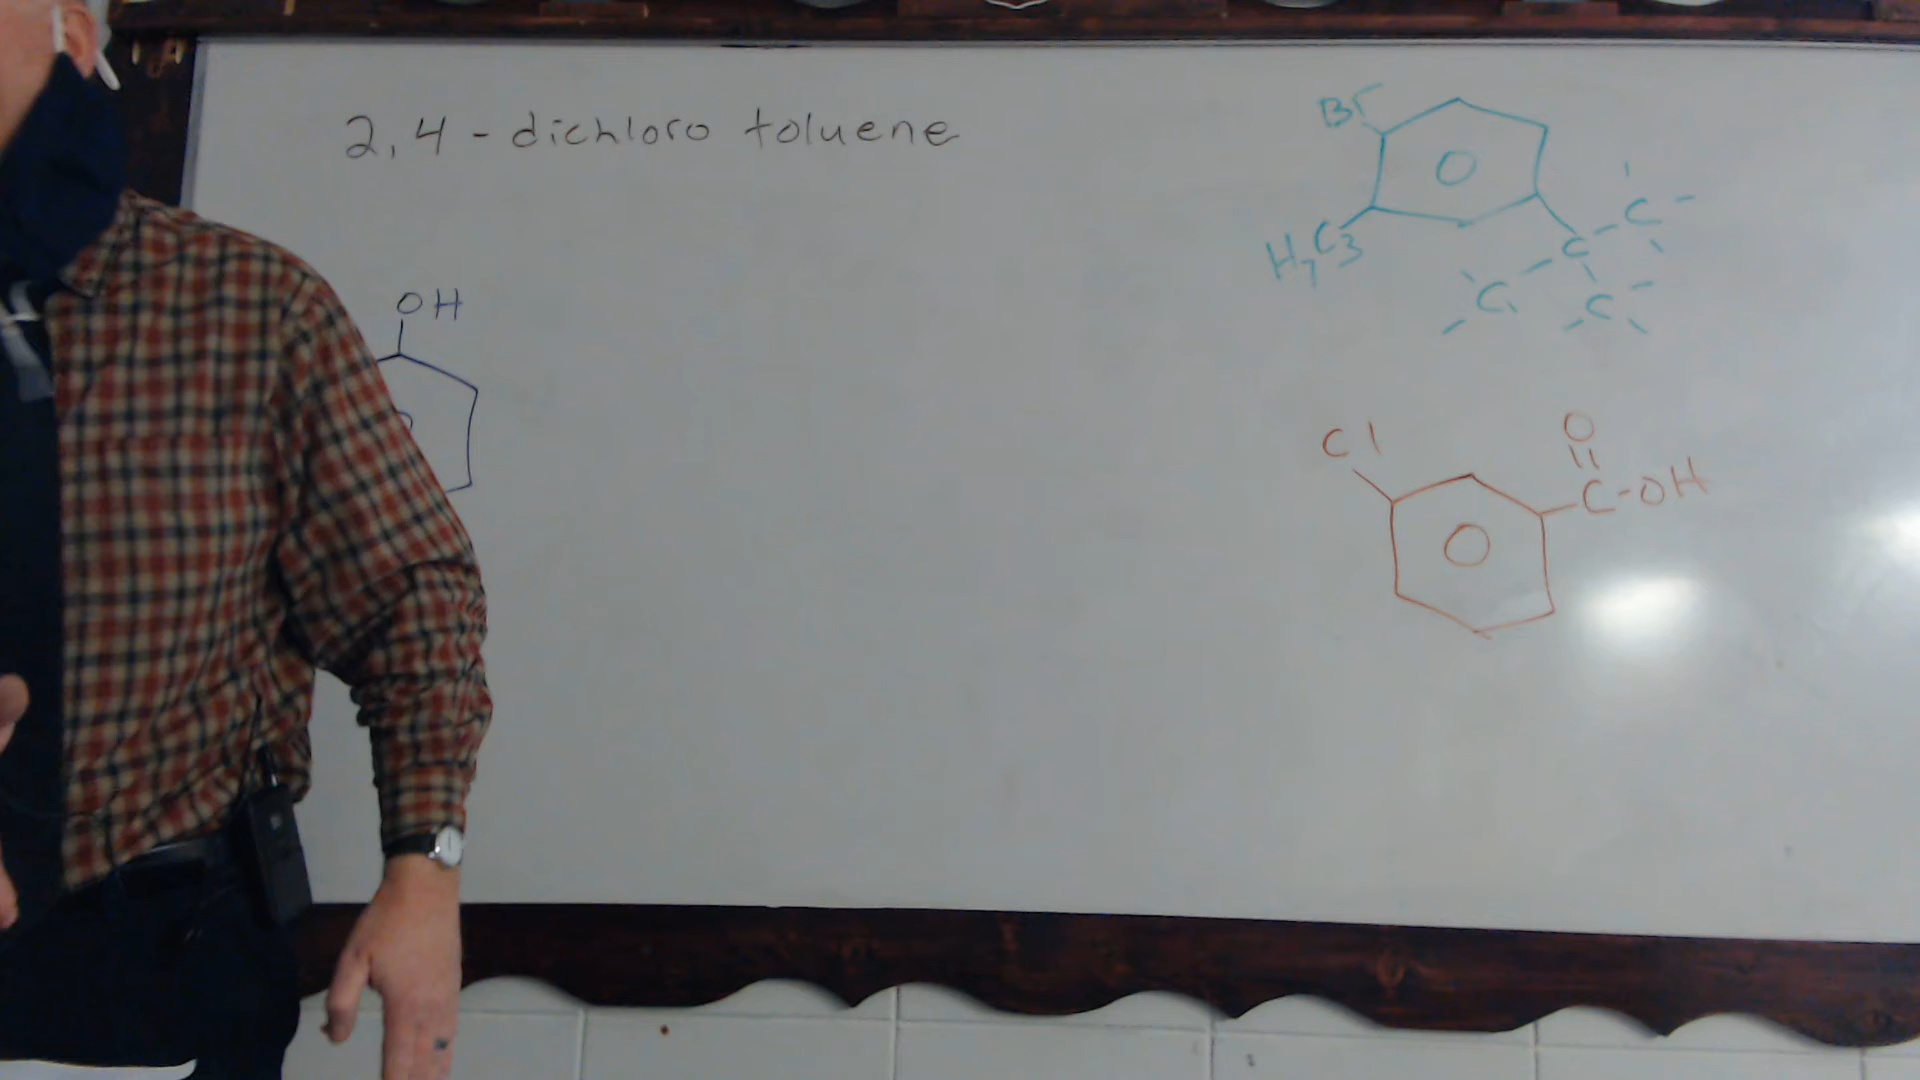 2,4 - dichloro toluene
Br
C
H7C3
C
C
C
OH
Cl
O
C-OH